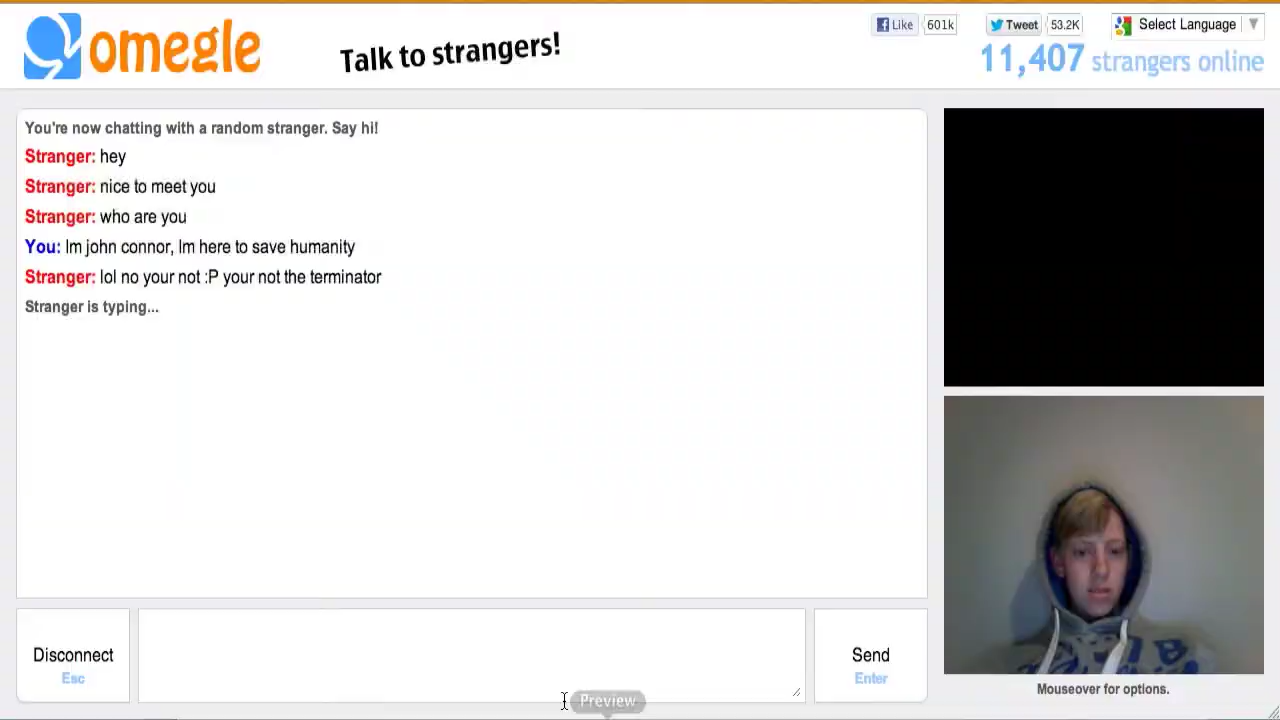 omegle
Talk to strangers!
Like 601k
Tweet 53.2K
Select Language
11,407 strangers online
You're now chatting with a random stranger. Say hi!
Stranger: hey
Stranger: nice to meet you
Stranger: who are you
You: Im john connor, Im here to save humanity
Stranger: lol no your not :P your not the terminator
Stranger is typing...
Disconnect
Esc
Send
Enter
Preview
Mouseover for options.